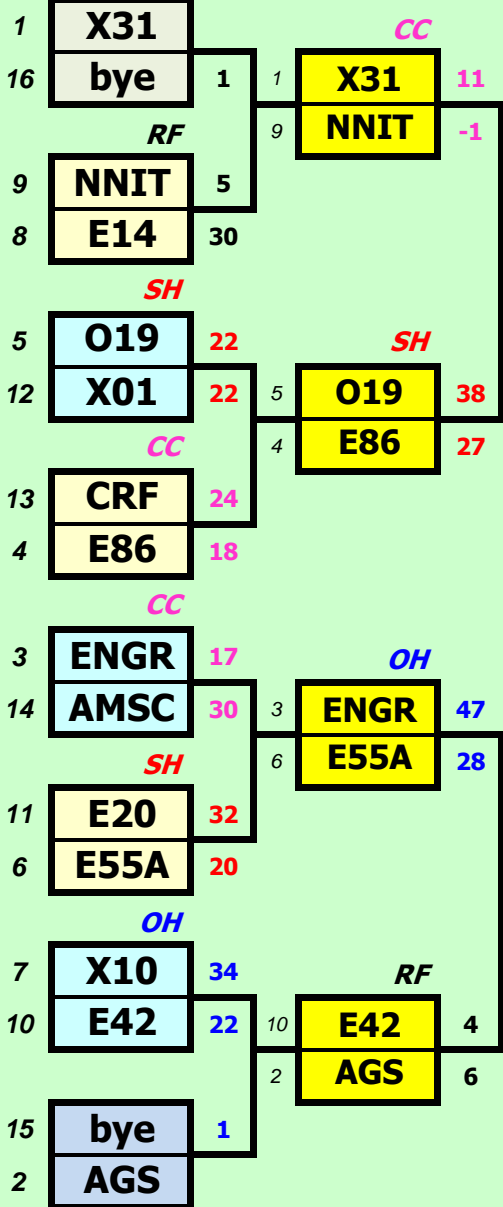 1 X31
CC
16 bye 1
1 X31 11
RF
9 NNIT -1
9 NNIT 5
8 E14 30
SH
5 O19 22
SH
12 X01 22
5 O19 38
CC
4 E86 27
13 CRF 24
4 E86 18
CC
3 ENGR 17
OH
14 AMSC 30
3 ENGR 47
SH
6 E55A 28
11 E20 32
6 E55A 20
OH
7 X10 34
RF
10 E42 22
10 E42 4
2 AGS 6
15 bye 1
2 AGS